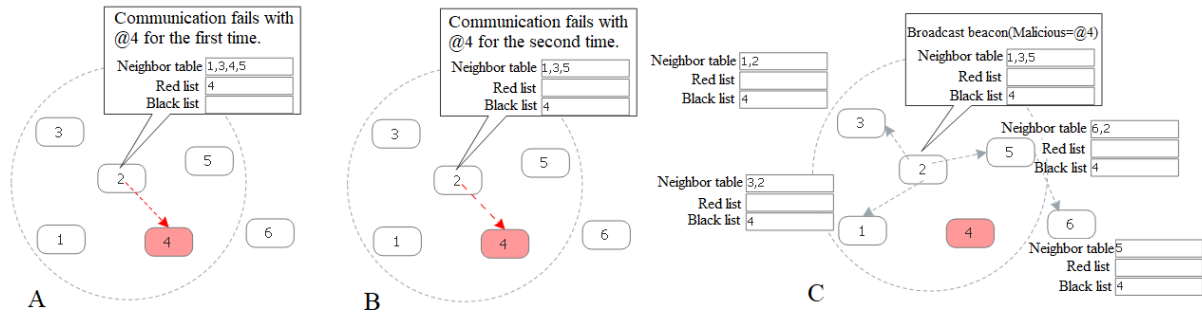 Communication fails with
@4 for the first time.
Neighbor table 1,3,4,5
Red list 4
Black list
3
5
2
1
4
6
A
Communication fails with
@4 for the second time.
Neighbor table 1,3,5
Red list
Black list 4
3
5
2
1
4
6
B
Broadcast beacon(Malicious=@4)
Neighbor table 1,3,5
Red list
Black list 4
Neighbor table 1,2
Red list
Black list 4
3
Neighbor table 6,2
Red list
Black list 4
5
2
Neighbor table 3,2
Red list
Black list 4
1
4
6
Neighbor table 5
Red list
Black list 4
C